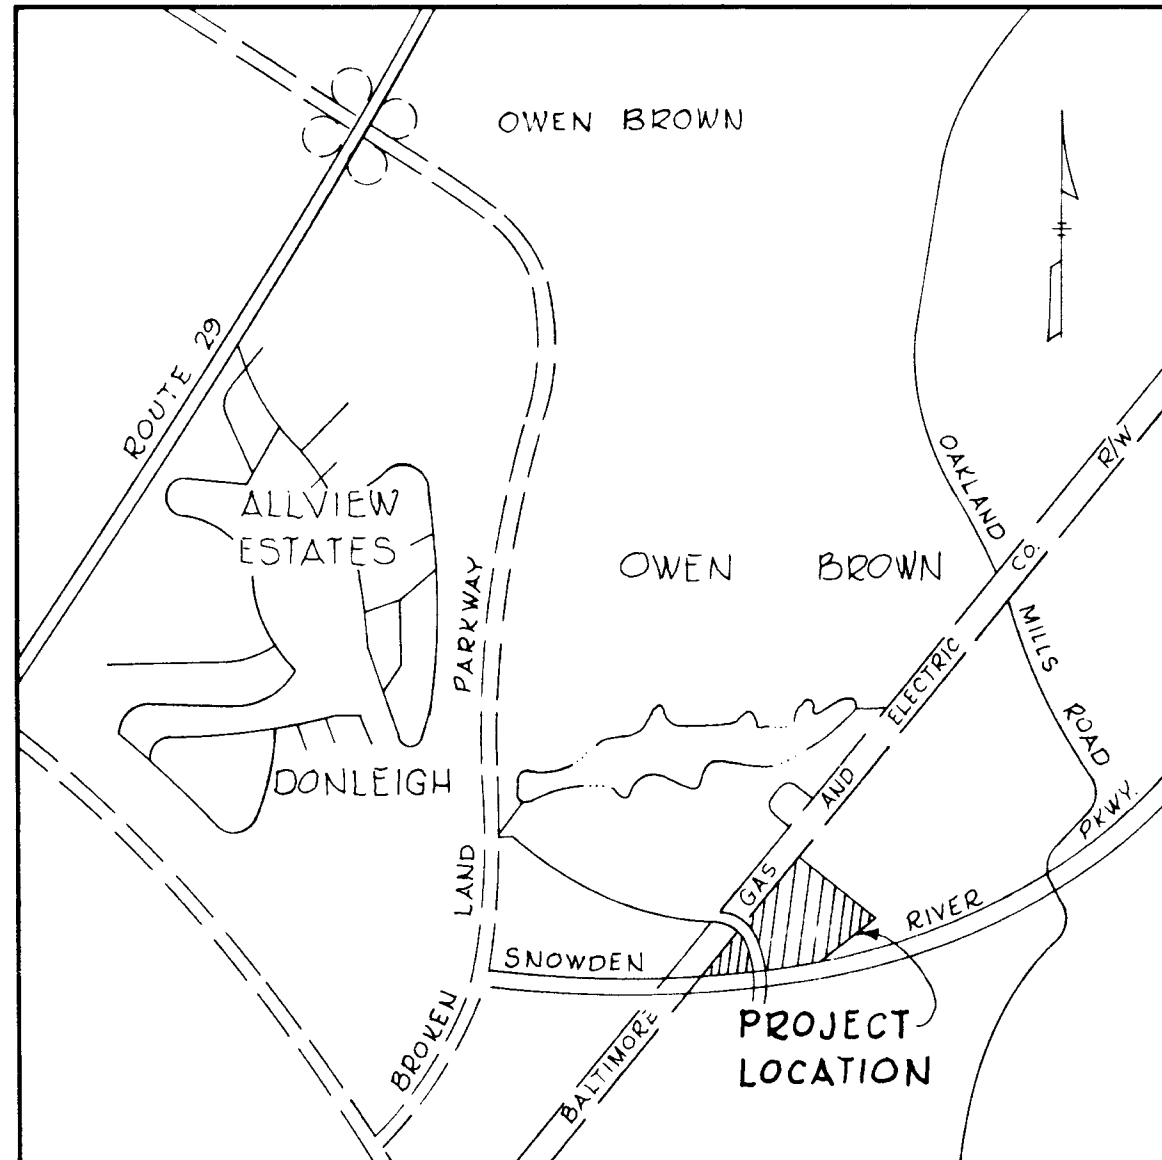 OWEN BROWN
ROUTE 29
ALLVIEW
ESTATES
BROKEN LAND PARKWAY
OWEN BROWN
OAKLAND MILLS ROAD
BALTIMORE GAS AND ELECTRIC CO. R/W
DONLEIGH
SNOWDEN RIVER PKWY.
PROJECT
LOCATION